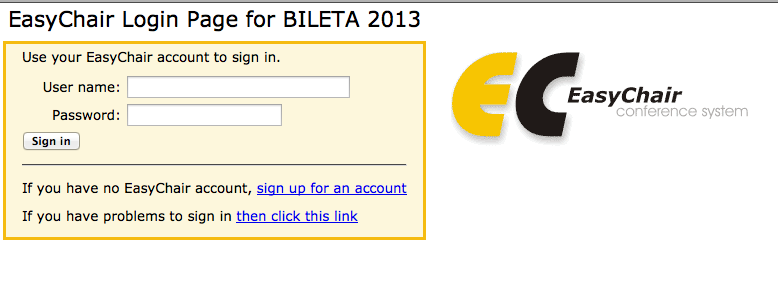 EasyChair Login Page for BILETA 2013
Use your EasyChair account to sign in.
User name:
Password:
Sign in
If you have no EasyChair account, sign up for an account
If you have problems to sign in then click this link
EC
EasyChair
conference system